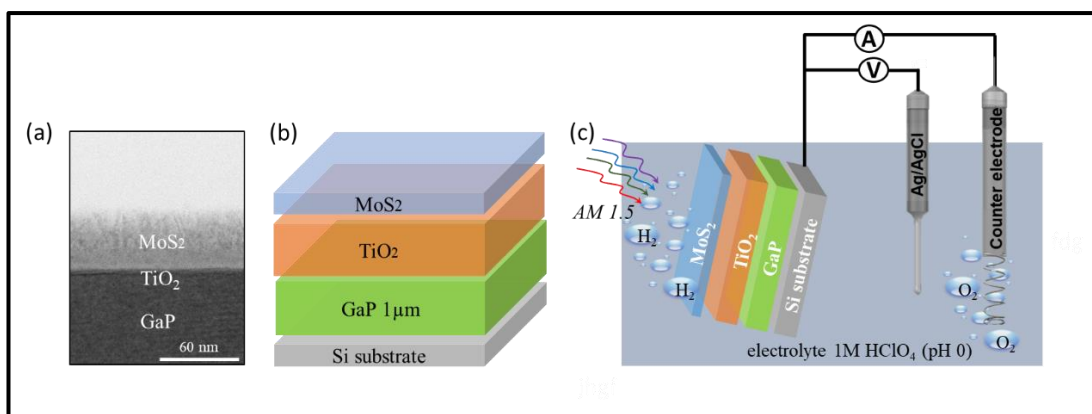 (a)
MoS₂
TiO₂
GaP
60 nm
(b)
MoS2
TiO2
GaP 1µm
Si substrate
(c)
A
V
AM 1.5
H₂
H₂
MoS₂
TiO₂
GaP
Si substrate
Ag/AgCl
Counter electrode
O₂
O₂
electrolyte 1M HClO₄ (pH 0)